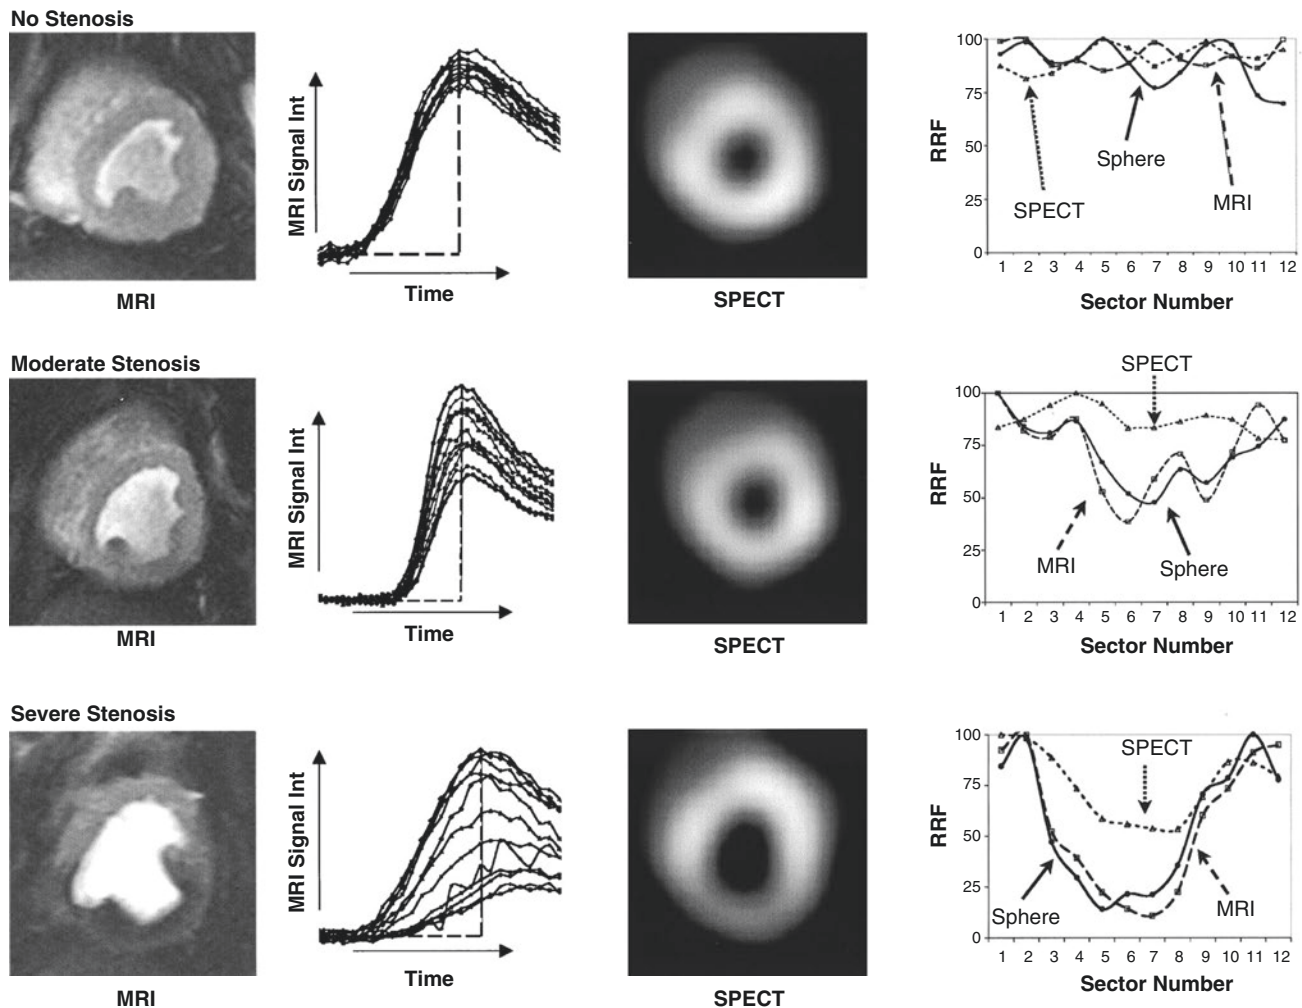 No Stenosis
MRI
MRI Signal Int
Time
SPECT
RRF
100
75
50
25
0
SPECT
Sphere
MRI
1 2 3 4 5 6 7 8 9 10 11 12
Sector Number
Moderate Stenosis
MRI
MRI Signal Int
Time
SPECT
RRF
100
75
50
25
0
SPECT
MRI
Sphere
1 2 3 4 5 6 7 8 9 10 11 12
Sector Number
Severe Stenosis
MRI
MRI Signal Int
Time
SPECT
RRF
100
75
50
25
0
SPECT
Sphere
MRI
1 2 3 4 5 6 7 8 9 10 11 12
Sector Number